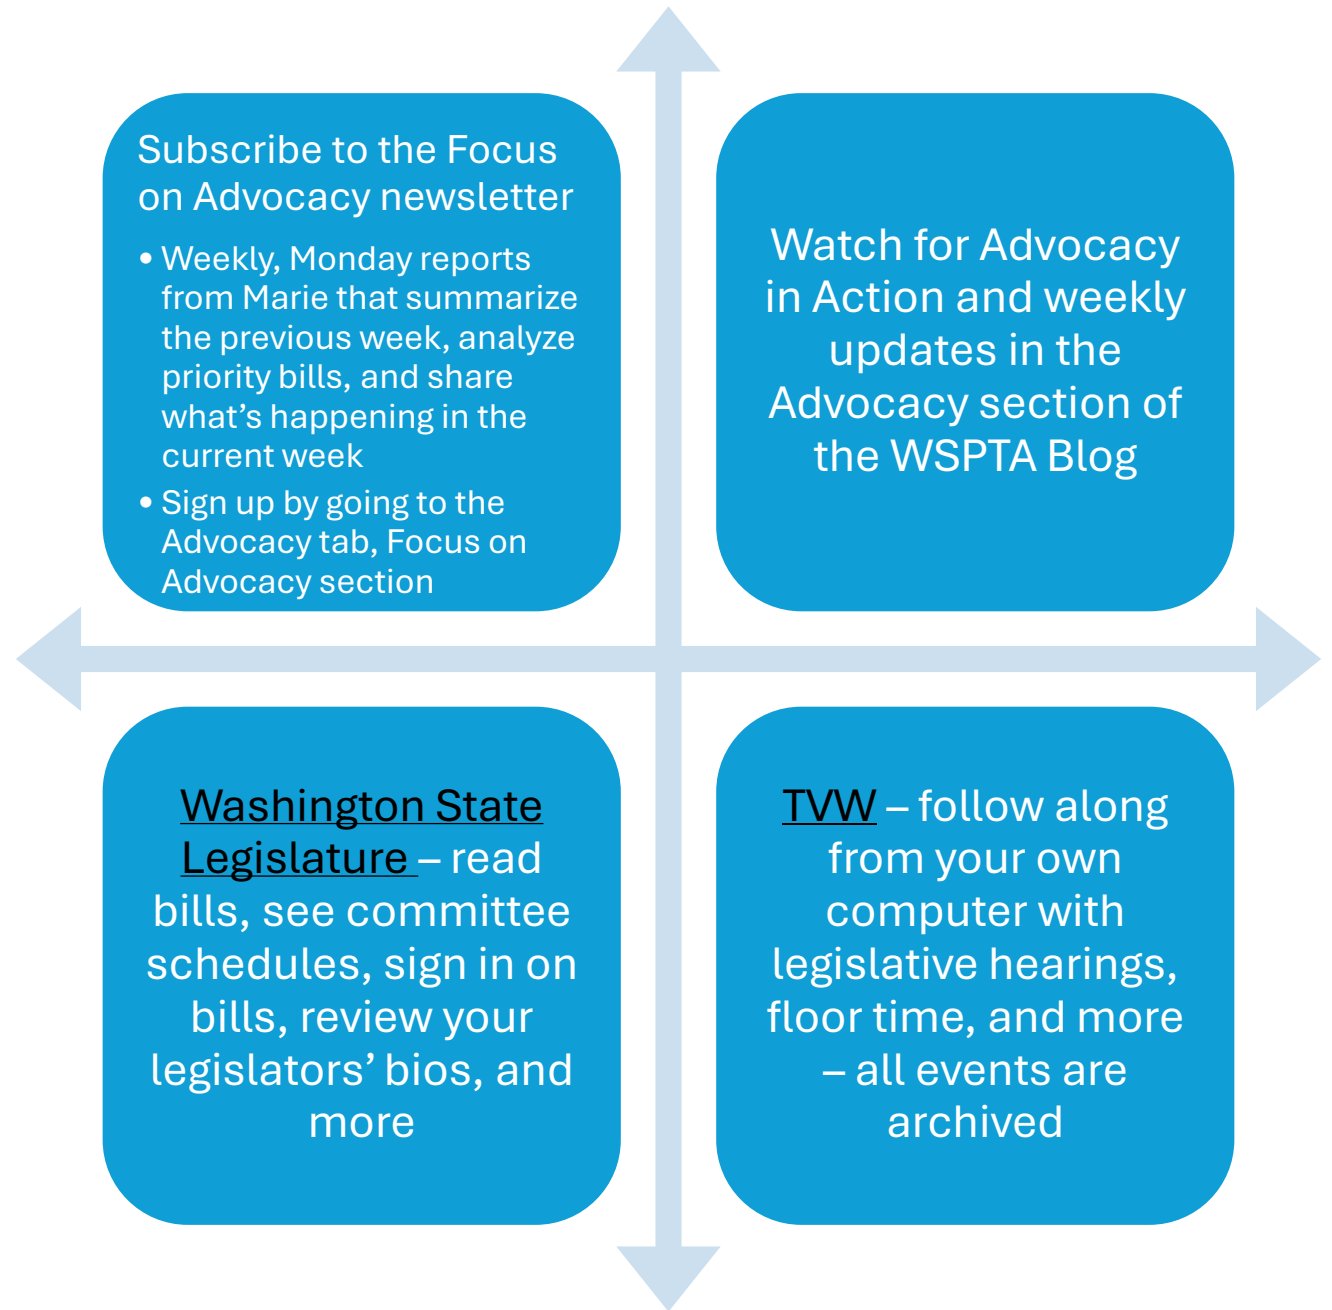 Subscribe to the Focus
on Advocacy newsletter
• Weekly, Monday reports
from Marie that summarize
the previous week, analyze
priority bills, and share
what’s happening in the
current week
• Sign up by going to the
Advocacy tab, Focus on
Advocacy section
Watch for Advocacy
in Action and weekly
updates in the
Advocacy section of
the WSPTA Blog
Washington State
Legislature – read
bills, see committee
schedules, sign in on
bills, review your
legislators’ bios, and
more
TVW – follow along
from your own
computer with
legislative hearings,
floor time, and more
– all events are
archived